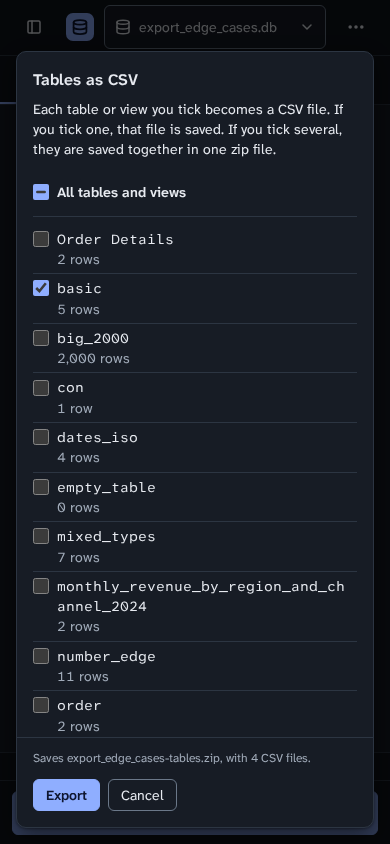 export_edge_cases.db
Tables as CSV
Each table or view you tick becomes a CSV file. If
you tick one, that file is saved. If you tick several,
they are saved together in one zip file.
All tables and views
Order Details
2 rows
basic
5 rows
big_2000
2,000 rows
con
1 row
dates_iso
4 rows
empty_table
0 rows
mixed_types
7 rows
monthly_revenue_by_region_and_ch
annel_2024
2 rows
number_edge
11 rows
order
2 rows
Saves export_edge_cases-tables.zip, with 4 CSV files.
Export Cancel